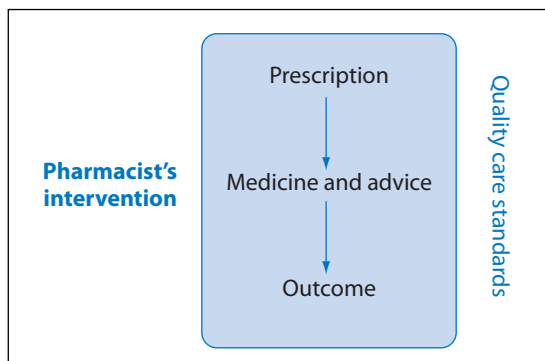 Prescription
Pharmacist's
intervention
Medicine and advice
Outcome
Quality care standards